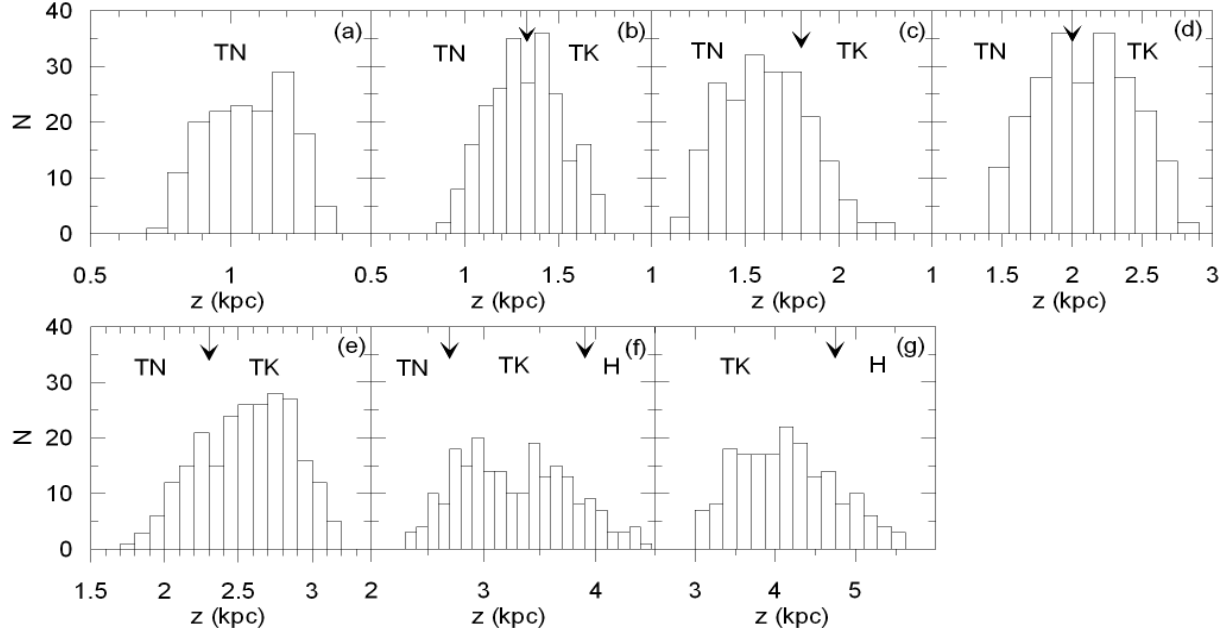 40 TN (a) TN TK (b) TN TK (c) TN TK (d)
30
N
20
10
0
0.5 1 0.5 1 1.5 1 1.5 2 1 1.5 2 2.5 3
z (kpc) z (kpc) z (kpc) z (kpc)
40 TN TK (e) TN TK H (f) TK H (g)
30
N
20
10
0
1.5 2 2.5 3 2 3 4 3 4 5
z (kpc) z (kpc) z (kpc)